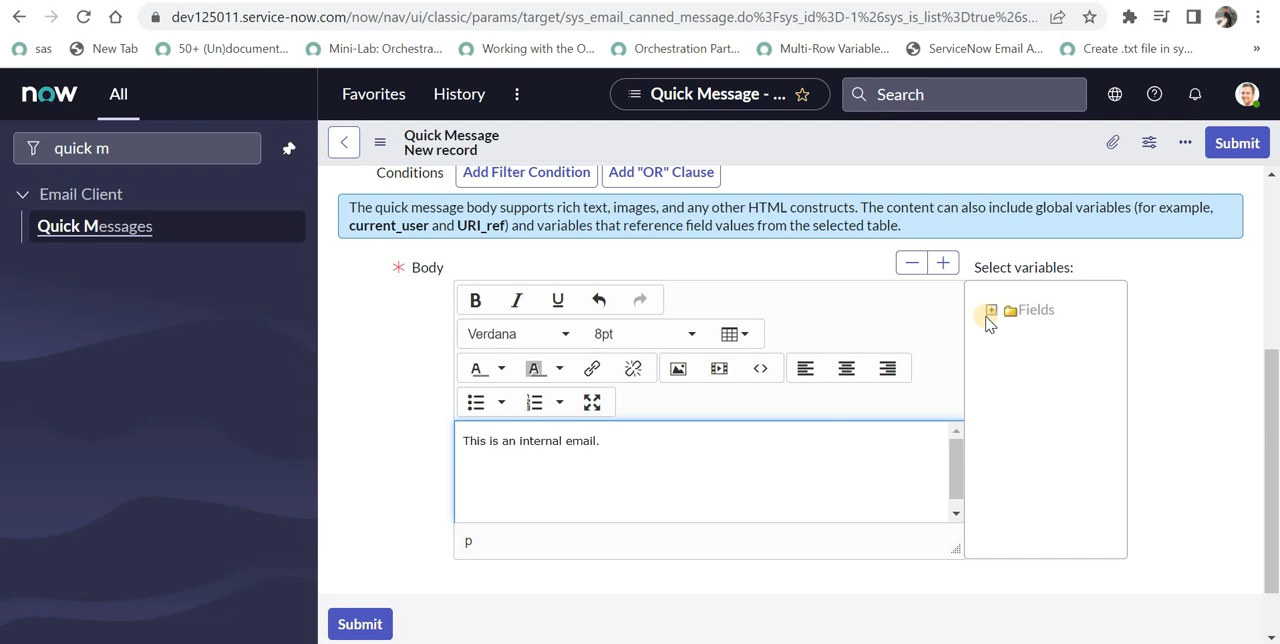 dev125011.service-now.com/now/nav/ui/classic/params/target/sys_email_canned_message.do%3Fsys_id%3D-1%26sys_is_list%3Dtrue%26s...
sas
New Tab
50+ (Un)document...
Mini-Lab: Orchestra...
Working with the O...
Orchestration Part...
Multi-Row Variable...
ServiceNow Email A...
Create .txt file in sy...
»
now
All
Favorites
History
Quick Message - ...
Search
quick m
Quick Message
New record
Submit
Email Client
Quick Messages
Conditions
Add Filter Condition
Add "OR" Clause
The quick message body supports rich text, images, and any other HTML constructs. The content can also include global variables (for example,
current_user and URI_ref) and variables that reference field values from the selected table.
Body
Select variables:
B I U
Verdana
8pt
Fields
A A
This is an internal email.
p
Submit